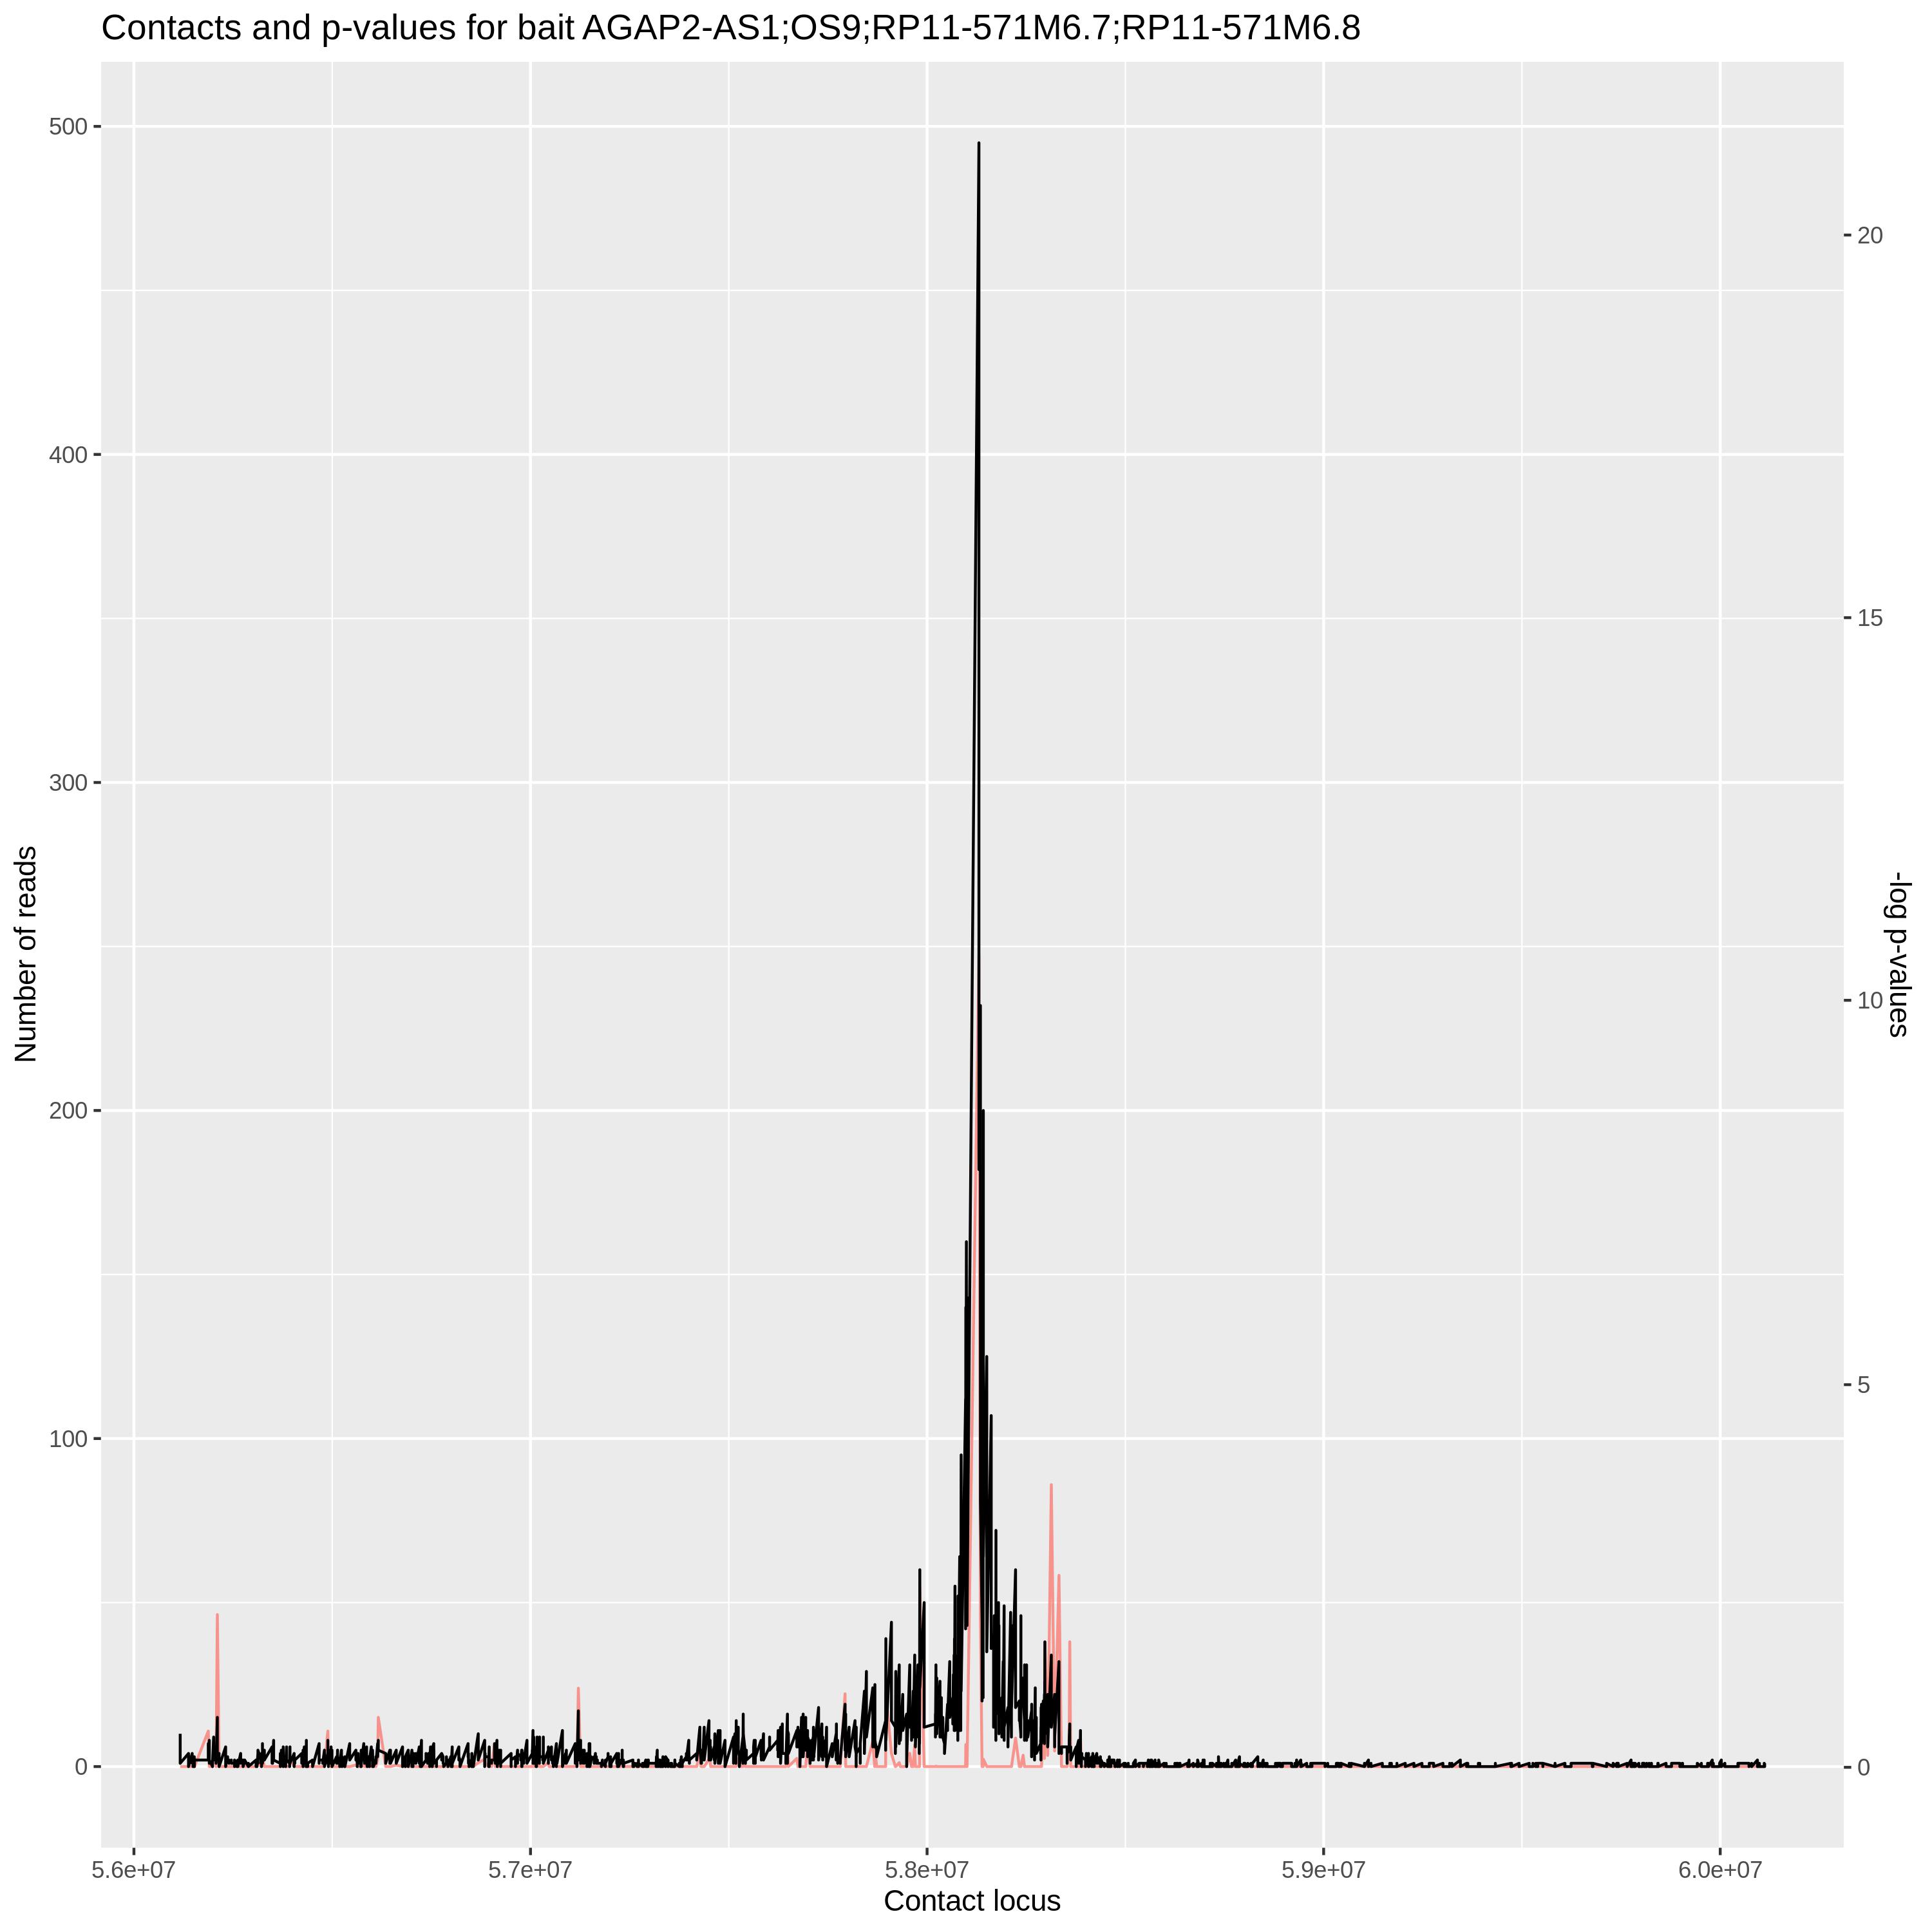 Contacts and p-values for bait AGAP2-AS1;OS9;RP11-571M6.7;RP11-571M6.8
500
400
300
200
100
0
Number of reads
20
15
10
5
0
-log p-values
5.6e+07
5.7e+07
5.8e+07
5.9e+07
6.0e+07
Contact locus